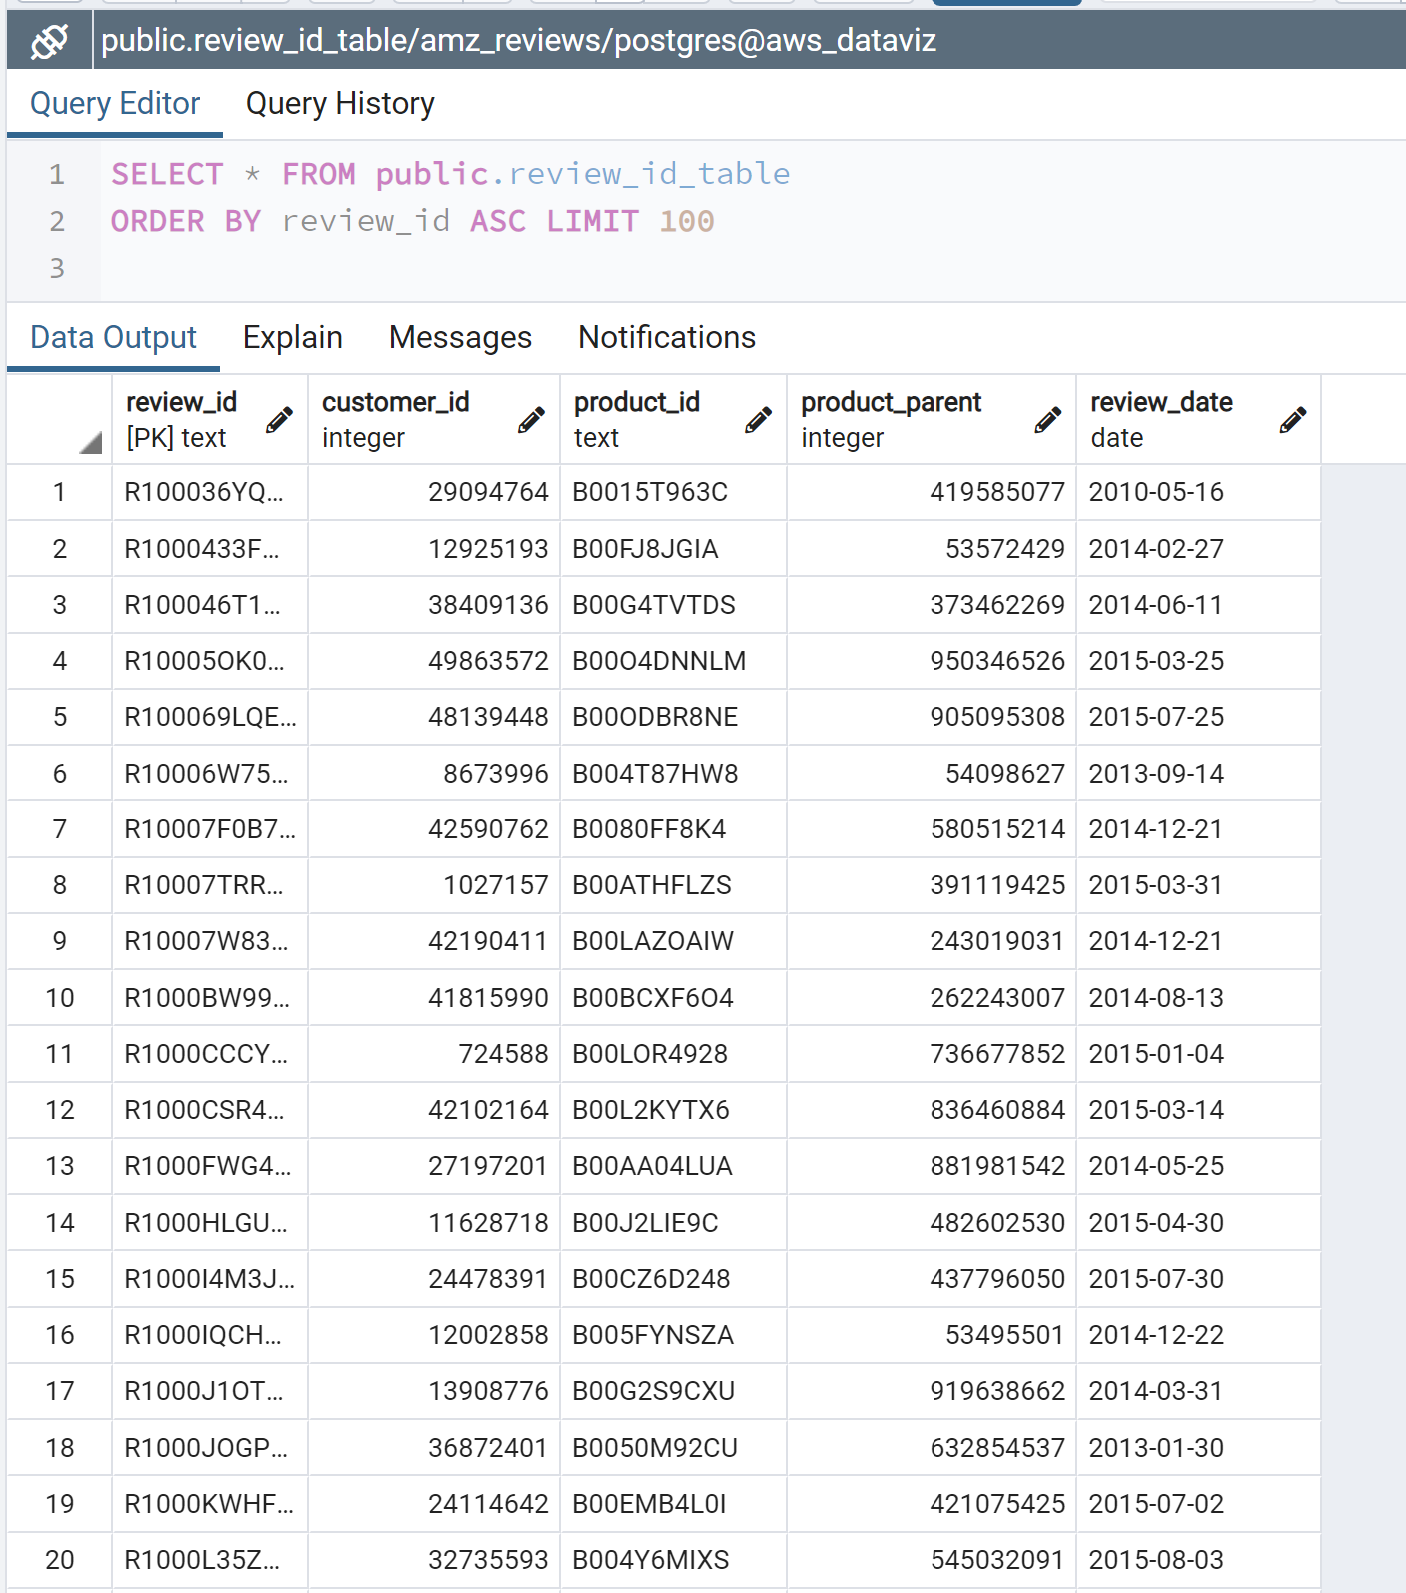 public.review_id_table/amz_reviews/postgres@aws_dataviz
Query Editor Query History
1 SELECT * FROM public.review_id_table
2 ORDER BY review_id ASC LIMIT 100
3
Data Output Explain Messages Notifications
review_id customer_id product_id product_parent review_date
[PK] text integer text integer date
1 R100036YQ... 29094764 B0015T963C 419585077 2010-05-16
2 R1000433F... 12925193 B00FJ8JGIA 53572429 2014-02-27
3 R100046T1... 38409136 B00G4TVTDS 373462269 2014-06-11
4 R10005OK0... 49863572 B00O4DNNLM 950346526 2015-03-25
5 R100069LQE... 48139448 B00ODBR8NE 905095308 2015-07-25
6 R10006W75... 8673996 B004T87HW8 54098627 2013-09-14
7 R10007F0B7... 42590762 B0080FF8K4 580515214 2014-12-21
8 R10007TRR... 1027157 B00ATHFLZS 391119425 2015-03-31
9 R10007W83... 42190411 B00LAZOAIW 243019031 2014-12-21
10 R1000BW99... 41815990 B00BCXF6O4 262243007 2014-08-13
11 R1000CCCY... 724588 B00LOR4928 736677852 2015-01-04
12 R1000CSR4... 42102164 B00L2KYTX6 836460884 2015-03-14
13 R1000FWG4... 27197201 B00AA04LUA 881981542 2014-05-25
14 R1000HLGU... 11628718 B00J2LIE9C 482602530 2015-04-30
15 R1000I4M3J... 24478391 B00CZ6D248 437796050 2015-07-30
16 R1000IQCH... 12002858 B005FYNSZA 53495501 2014-12-22
17 R1000J1OT... 13908776 B00G2S9CXU 919638662 2014-03-31
18 R1000JOGP... 36872401 B0050M92CU 632854537 2013-01-30
19 R1000KWHF... 24114642 B00EMB4L0I 421075425 2015-07-02
20 R1000L35Z... 32735593 B004Y6MIXS 545032091 2015-08-03